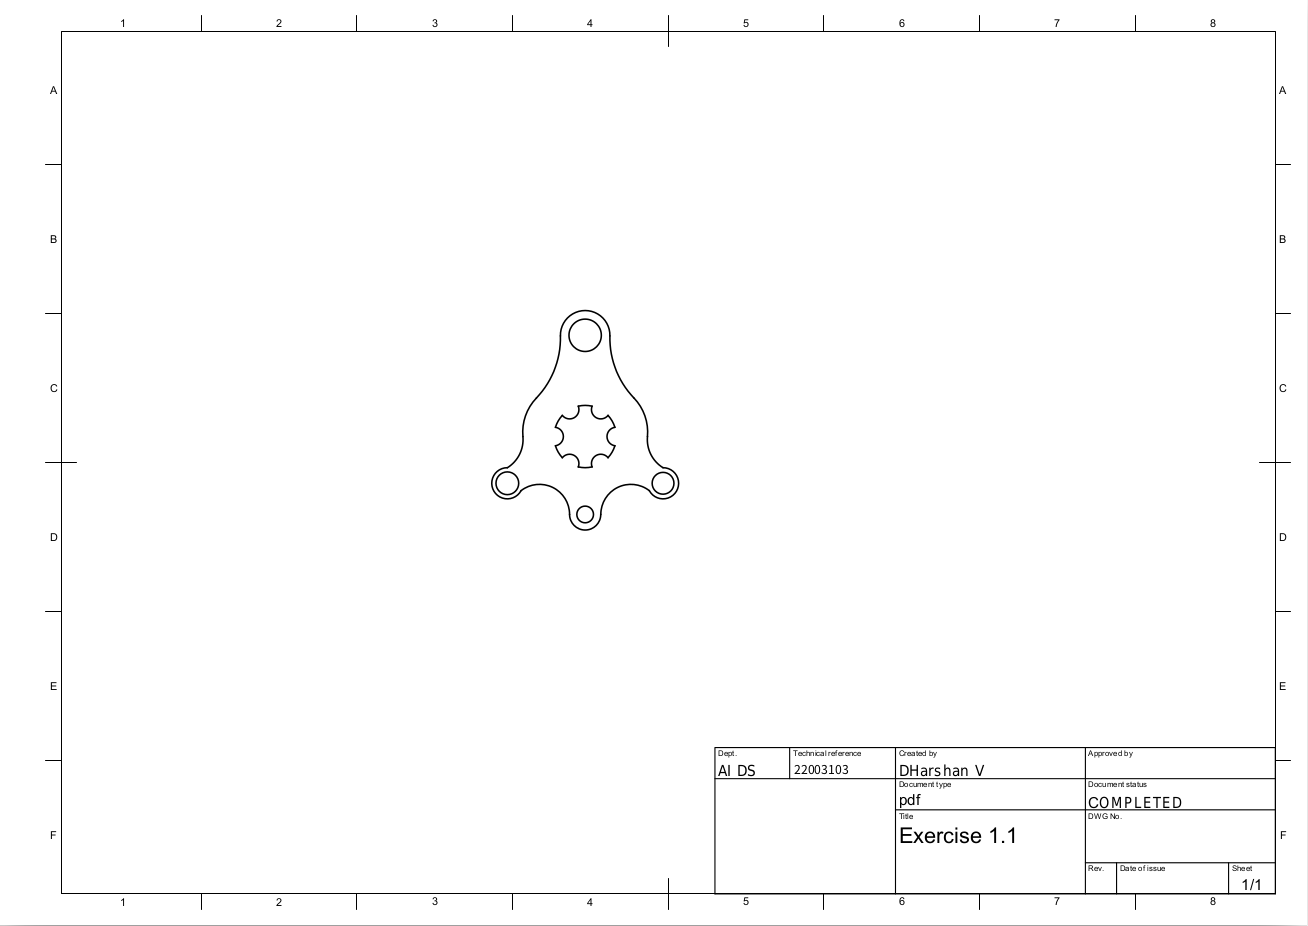 1 2 3 4 5 6 7 8
A A
B B
C C
D D
E E
Dept. Technical reference Created by Approved by
AI DS 22003103 DHarshan V
Document type Document status
pdf COMPLETED
Title DWG No.
F Exercise 1.1 F
Rev. Date of issue Sheet
1/1
1 2 3 4 5 6 7 8